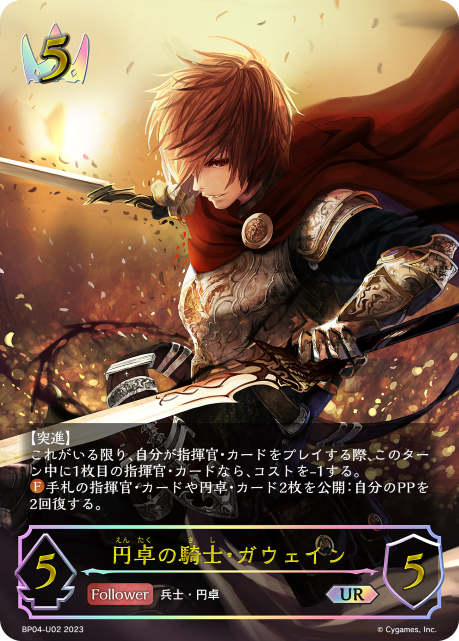 5
【突進】
これがいる限り、自分が指揮官・カードをプレイする際、このター
ン中に1枚目の指揮官・カードなら、コストを-1する。
F手札の指揮官・カードや円卓・カード2枚を公開：自分のPPを
2回復する。
えんたく きし
円卓の騎士・ガウェイン
5
5
Follower 兵士・円卓
UR
BP04-U02 2023
© Cygames, Inc.